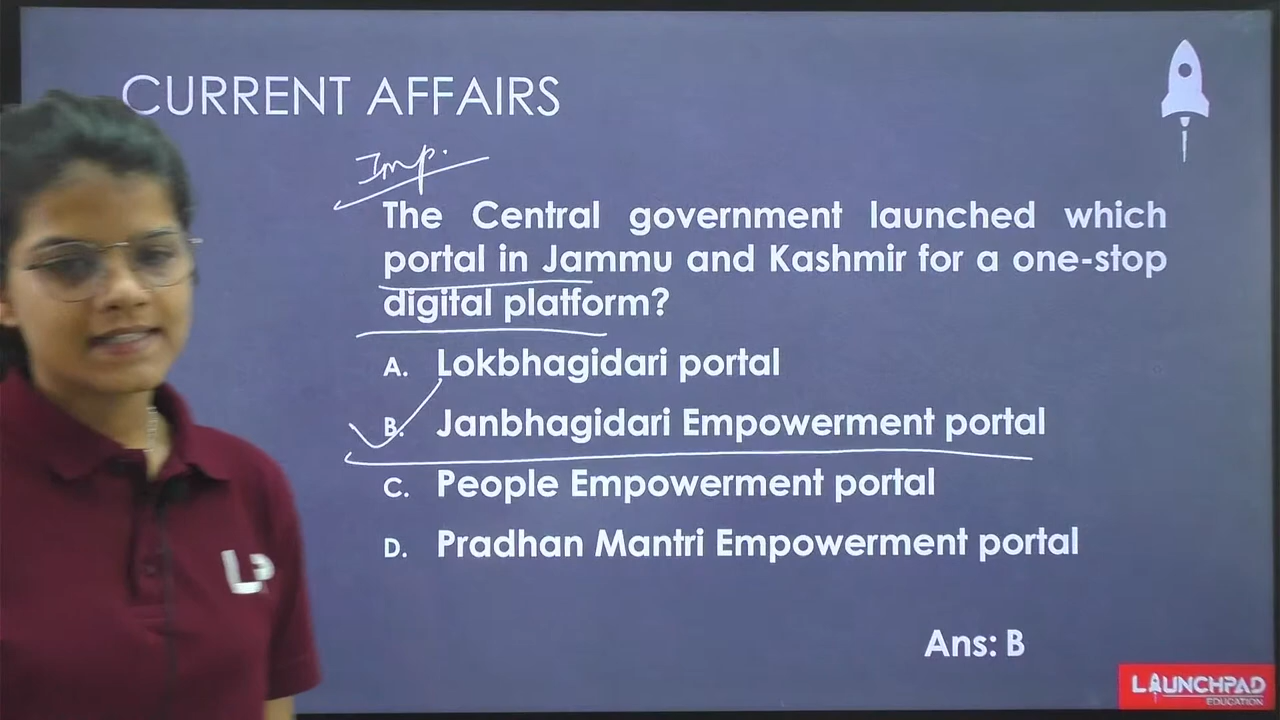 CURRENT AFFAIRS
Imp.
The Central government launched which
portal in Jammu and Kashmir for a one-stop
digital platform?
A. Lokbhagidari portal
B. Janbhagidari Empowerment portal
C. People Empowerment portal
D. Pradhan Mantri Empowerment portal
Ans: B
LP
LAUNCHPAD
EDUCATION